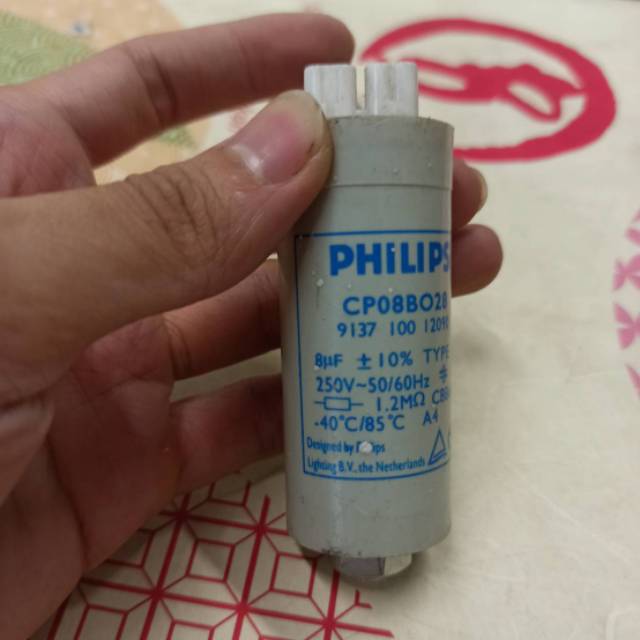 PHILIPS
CP08BO28
9137 100 1209
8µF ±10% TYPE
250V~50/60Hz
1.2MΩ CB
-40℃/85℃ A4
Designed by
Lighting B.V., the Netherlands